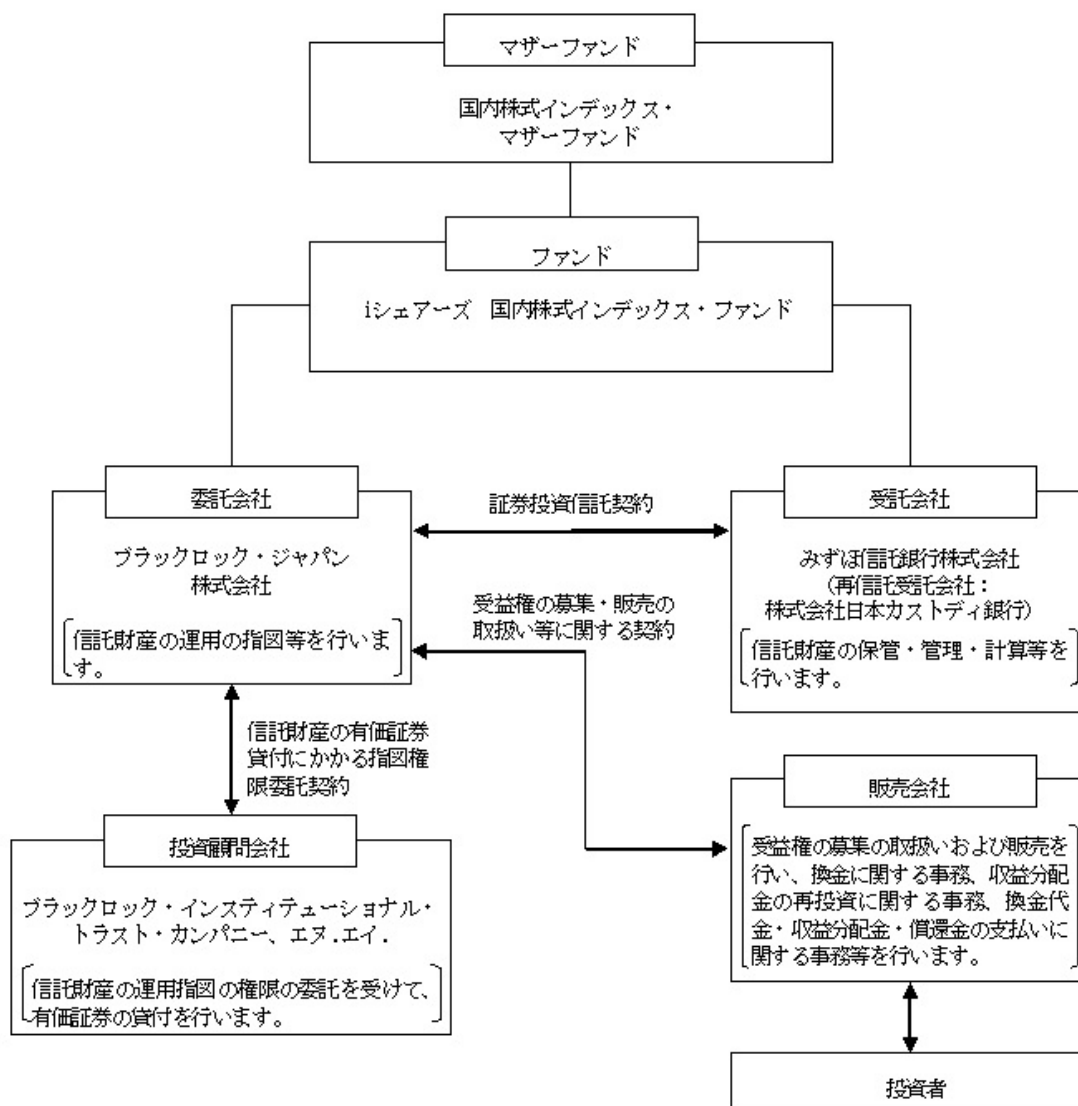 マザーファンド
国内株式インデックス・
マザーファンド
ファンド
iシェアーズ 国内株式インデックス・ファンド
委託会社
ブラックロック・ジャパン
株式会社
信託財産の運用の指図等を行いま
す。
証券投資信託契約
受益権の募集・販売の
取扱い等に関する契約
受託会社
みずほ信託銀行株式会社
(再信託受託会社:
株式会社日本カストディ銀行)
信託財産の保管・管理・計算等を
行います。
信託財産の有価証券
貸付にかかる指図権
限委託契約
投資顧問会社
ブラックロック・インスティテューショナル・
トラスト・カンパニー、エヌ.エイ.
信託財産の運用指図の権限の委託を受けて、
有価証券の貸付を行います。
販売会社
受益権の募集の取扱いおよび販売を
行い、換金に関する事務、収益分配
金の再投資に関する事務、換金代
金・収益分配金・償還金の支払いに
関する事務等を行います。
投資者